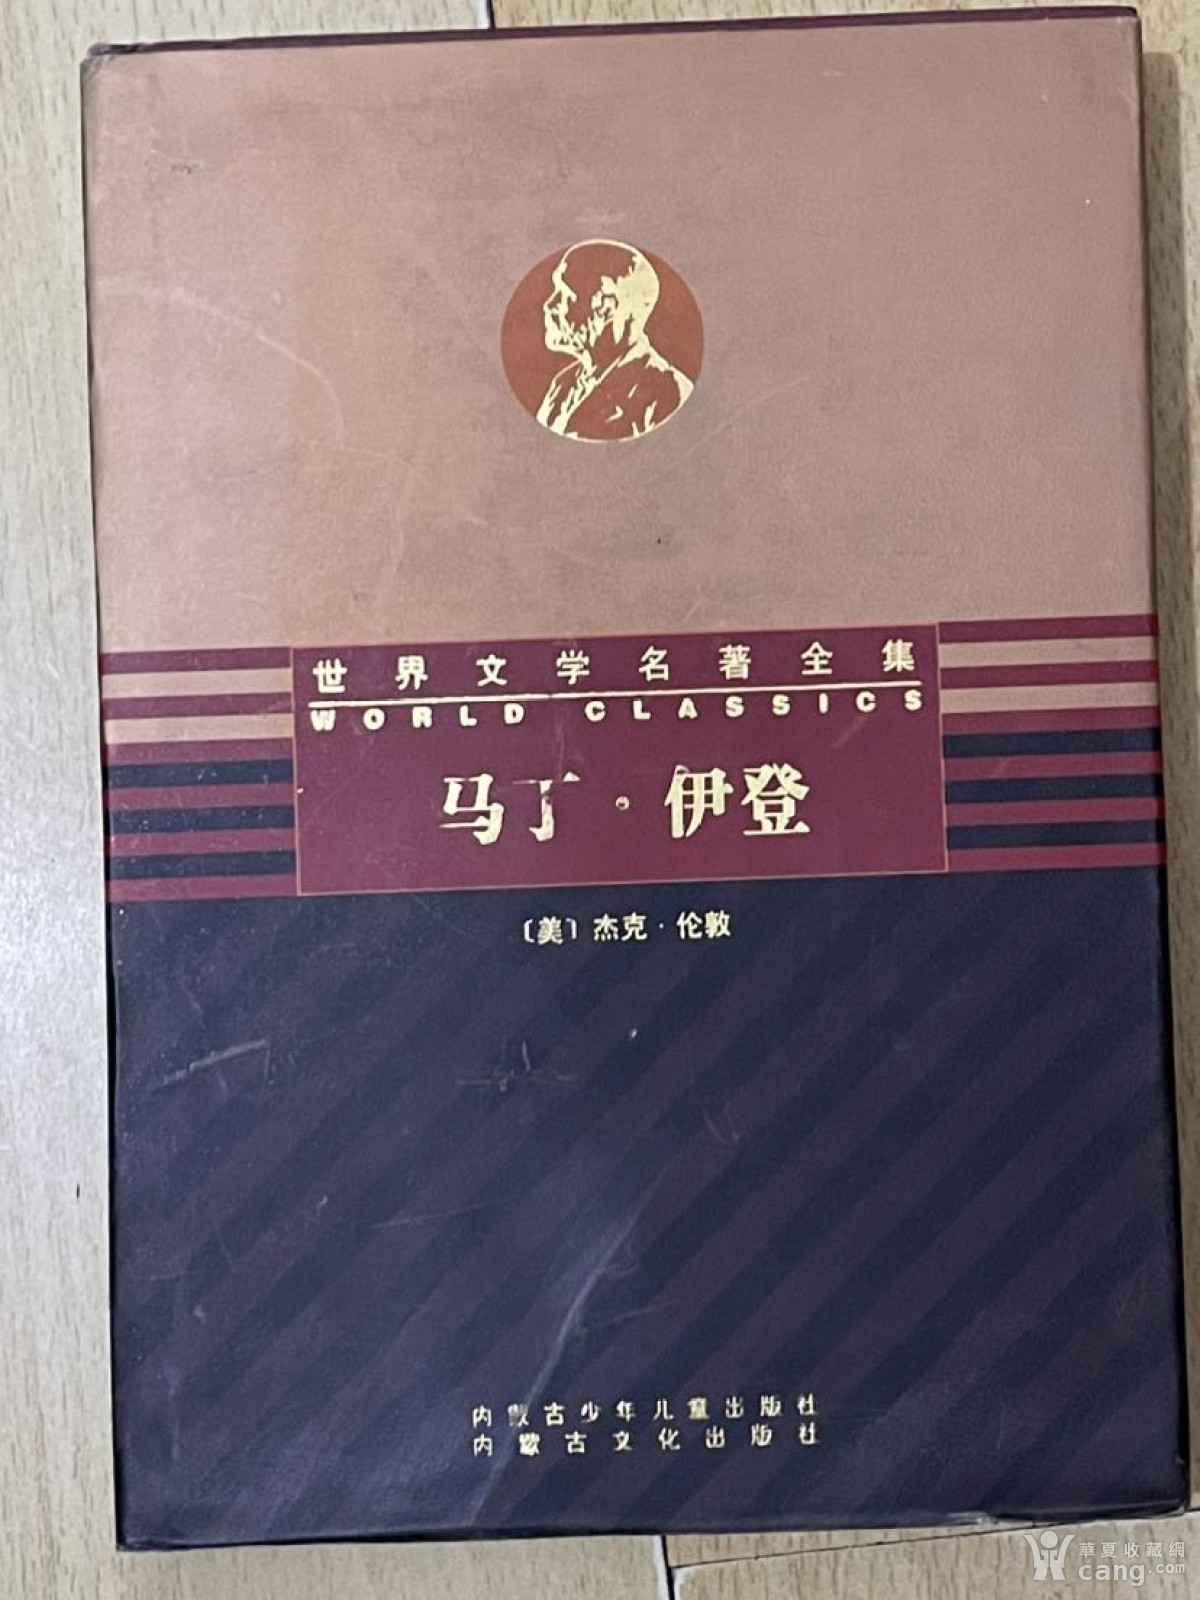 世界文学名著全集
WORLD CLASSICS
马丁·伊登
〔美〕杰克·伦敦
内蒙古少年儿童出版社
内蒙古文化出版社
華夏收藏網
cang.com